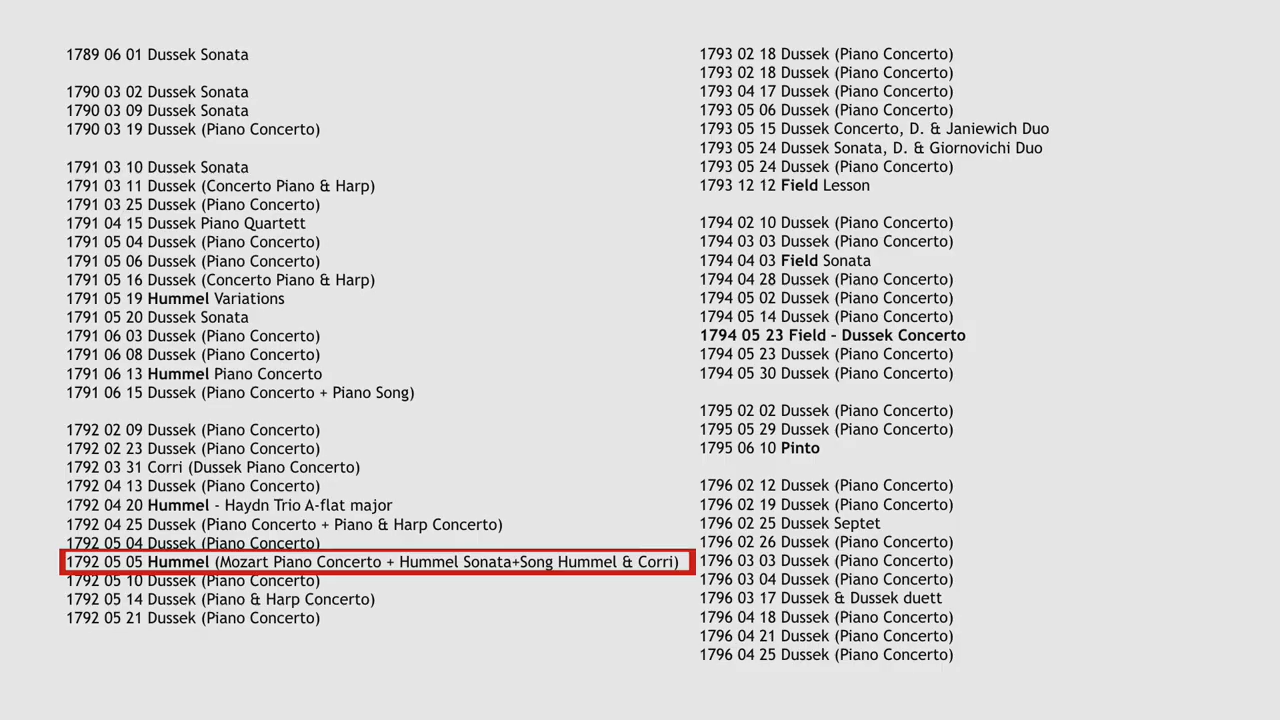 1789 06 01 Dussek Sonata
1790 03 02 Dussek Sonata
1790 03 09 Dussek Sonata
1790 03 19 Dussek (Piano Concerto)
1791 03 10 Dussek Sonata
1791 03 11 Dussek (Concerto Piano & Harp)
1791 03 25 Dussek (Piano Concerto)
1791 04 15 Dussek Piano Quartett
1791 05 04 Dussek (Piano Concerto)
1791 05 06 Dussek (Piano Concerto)
1791 05 16 Dussek (Concerto Piano & Harp)
1791 05 19 Hummel Variations
1791 05 20 Dussek Sonata
1791 06 03 Dussek (Piano Concerto)
1791 06 08 Dussek (Piano Concerto)
1791 06 13 Hummel Piano Concerto
1791 06 15 Dussek (Piano Concerto + Piano Song)
1792 02 09 Dussek (Piano Concerto)
1792 02 23 Dussek (Piano Concerto)
1792 03 31 Corri (Dussek Piano Concerto)
1792 04 13 Dussek (Piano Concerto)
1792 04 20 Hummel - Haydn Trio A-flat major
1792 04 25 Dussek (Piano Concerto + Piano & Harp Concerto)
1792 05 04 Dussek (Piano Concerto)
1792 05 05 Hummel (Mozart Piano Concerto + Hummel Sonata+Song Hummel & Corri)
1792 05 10 Dussek (Piano Concerto)
1792 05 14 Dussek (Piano & Harp Concerto)
1792 05 21 Dussek (Piano Concerto)
1793 02 18 Dussek (Piano Concerto)
1793 02 18 Dussek (Piano Concerto)
1793 04 17 Dussek (Piano Concerto)
1793 05 06 Dussek (Piano Concerto)
1793 05 15 Dussek Concerto, D. & Janiewich Duo
1793 05 24 Dussek Sonata, D. & Giornovichi Duo
1793 05 24 Dussek (Piano Concerto)
1793 12 12 Field Lesson
1794 02 10 Dussek (Piano Concerto)
1794 03 03 Dussek (Piano Concerto)
1794 04 03 Field Sonata
1794 04 28 Dussek (Piano Concerto)
1794 05 02 Dussek (Piano Concerto)
1794 05 14 Dussek (Piano Concerto)
1794 05 23 Field – Dussek Concerto
1794 05 23 Dussek (Piano Concerto)
1794 05 30 Dussek (Piano Concerto)
1795 02 02 Dussek (Piano Concerto)
1795 05 29 Dussek (Piano Concerto)
1795 06 10 Pinto
1796 02 12 Dussek (Piano Concerto)
1796 02 19 Dussek (Piano Concerto)
1796 02 25 Dussek Septet
1796 02 26 Dussek (Piano Concerto)
1796 03 03 Dussek (Piano Concerto)
1796 03 04 Dussek (Piano Concerto)
1796 03 17 Dussek & Dussek duett
1796 04 18 Dussek (Piano Concerto)
1796 04 21 Dussek (Piano Concerto)
1796 04 25 Dussek (Piano Concerto)